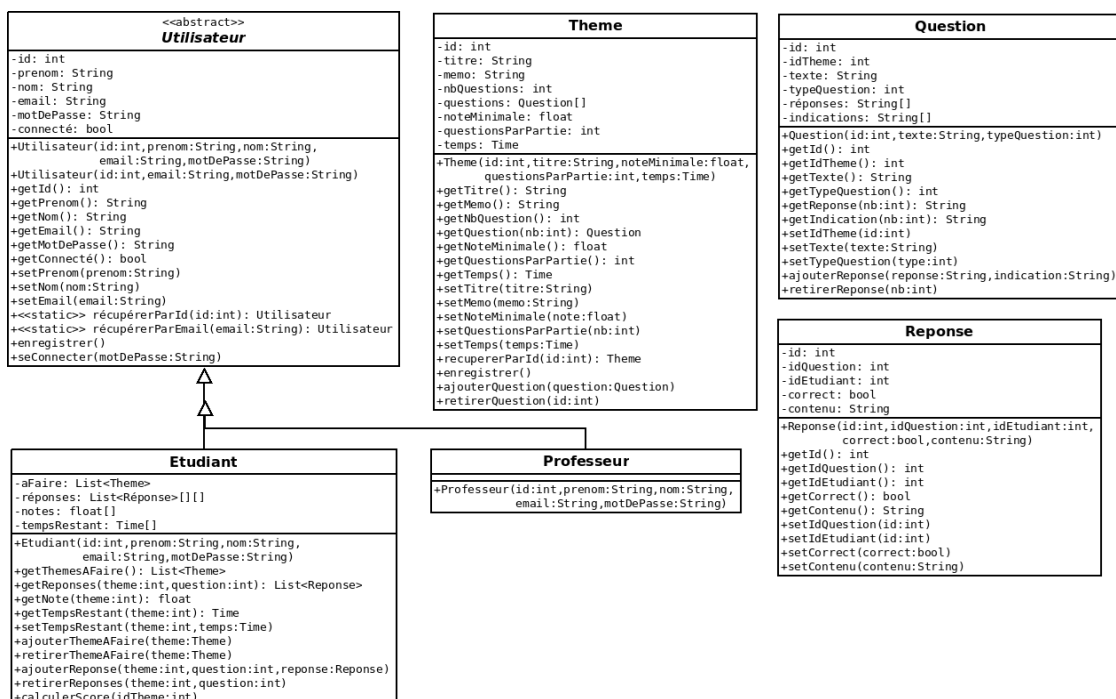 <<abstract>>
Utilisateur
-id: int
-prenom: String
-nom: String
-email: String
-motDePasse: String
-connecté: bool
+Utilisateur(id:int,prenom:String,nom:String,
email:String,motDePasse:String)
+Utilisateur(id:int,email:String,motDePasse:String)
+getId(): int
+getPrenom(): String
+getNom(): String
+getEmail(): String
+getMotDePasse(): String
+getConnecté(): bool
+setPrenom(prenom:String)
+setNom(nom:String)
+setEmail(email:String)
+<<static>> récupérerParId(id:int): Utilisateur
+<<static>> récupérerParEmail(email:String): Utilisateur
+enregistrer()
+seConnecter(motDePasse:String)
Theme
-id: int
-titre: String
-memo: String
-nbQuestions: int
-questions: Question[]
-noteMinimale: float
-questionsParPartie: int
-temps: Time
+Theme(id:int,titre:String,noteMinimale:float,
questionsParPartie:int,temps:Time)
+getTitre(): String
+getMemo(): String
+getNbQuestion(): int
+getQuestion(nb:int): Question
+getNoteMinimale(): float
+getQuestionsParPartie(): int
+getTemps(): Time
+setTitre(titre:String)
+setMemo(memo:String)
+setNoteMinimale(note:float)
+setQuestionsParPartie(nb:int)
+setTemps(temps:Time)
+recupererParId(id:int): Theme
+enregistrer()
+ajouterQuestion(question:Question)
+retirerQuestion(id:int)
Question
-id: int
-idTheme: int
-texte: String
-typeQuestion: int
-réponses: String[]
-indications: String[]
+Question(id:int,texte:String,typeQuestion:int)
+getId(): int
+getIdTheme(): int
+getTexte(): String
+getTypeQuestion(): int
+getReponse(nb:int): String
+getIndication(nb:int): String
+setIdTheme(id:int)
+setTexte(texte:String)
+setTypeQuestion(type:int)
+ajouterReponse(reponse:String,indication:String)
+retirerReponse(nb:int)
Reponse
-id: int
-idQuestion: int
-idEtudiant: int
-correct: bool
-contenu: String
+Reponse(id:int,idQuestion:int,idEtudiant:int,
correct:bool,contenu:String)
+getId(): int
+getIdQuestion(): int
+getIdEtudiant(): int
+getCorrect(): bool
+getContenu(): String
+setIdQuestion(id:int)
+setIdEtudiant(id:int)
+setCorrect(correct:bool)
+setContenu(contenu:String)
Etudiant
-aFaire: List<Theme>
-réponses: List<Réponse>[][]
-notes: float[]
-tempsRestant: Time[]
+Etudiant(id:int,prenom:String,nom:String,
email:String,motDePasse:String)
+getThemesAFaire(): List<Theme>
+getReponses(theme:int,question:int): List<Reponse>
+getNote(theme:int): float
+getTempsRestant(theme:int): Time
+setTempsRestant(theme:int,temps:Time)
+ajouterThemeAFaire(theme:Theme)
+retirerThemeAFaire(theme:Theme)
+ajouterReponse(theme:int,question:int,reponse:Reponse)
+retirerReponses(theme:int,question:int)
+calculerScore(idTheme:int)
Professeur
+Professeur(id:int,prenom:String,nom:String,
email:String,motDePasse:String)